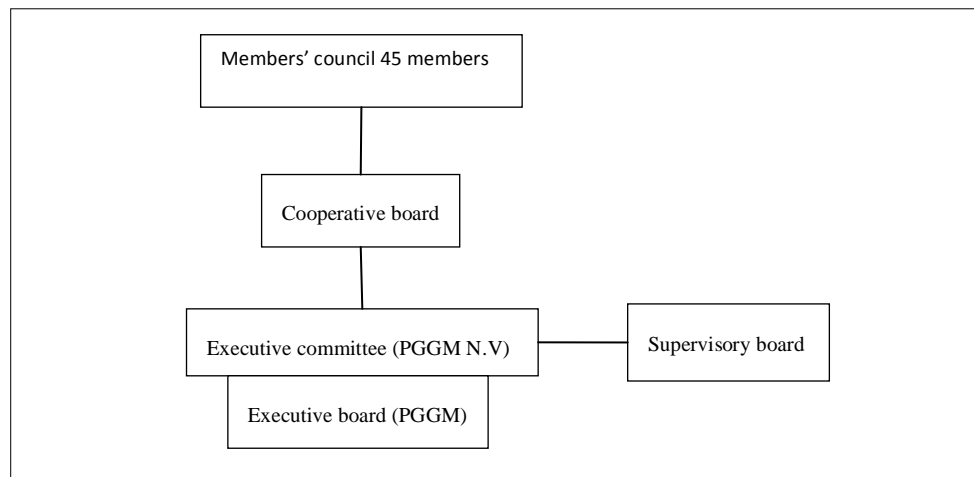 Members’ council 45 members
Cooperative board
Executive committee (PGGM N.V)
Supervisory board
Executive board (PGGM)